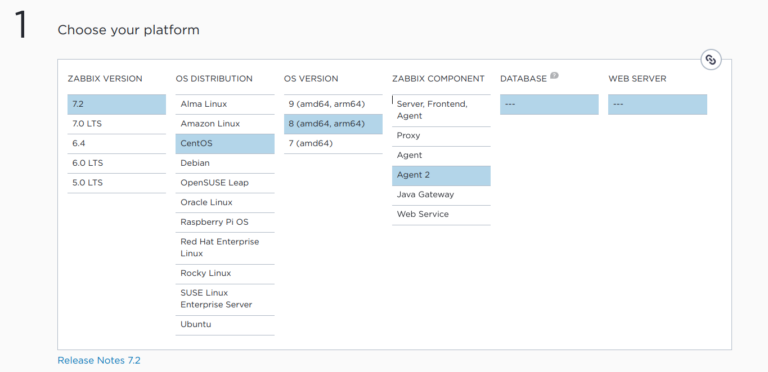 1
Choose your platform
ZABBIX VERSION
7.2
7.0 LTS
6.4
6.0 LTS
5.0 LTS
OS DISTRIBUTION
Alma Linux
Amazon Linux
CentOS
Debian
OpenSUSE Leap
Oracle Linux
Raspberry Pi OS
Red Hat Enterprise
Linux
Rocky Linux
SUSE Linux
Enterprise Server
Ubuntu
OS VERSION
9 (amd64, arm64)
8 (amd64, arm64)
7 (amd64)
ZABBIX COMPONENT
Server, Frontend,
Agent
Proxy
Agent
Agent 2
Java Gateway
Web Service
DATABASE ?
---
WEB SERVER
---
Release Notes 7.2